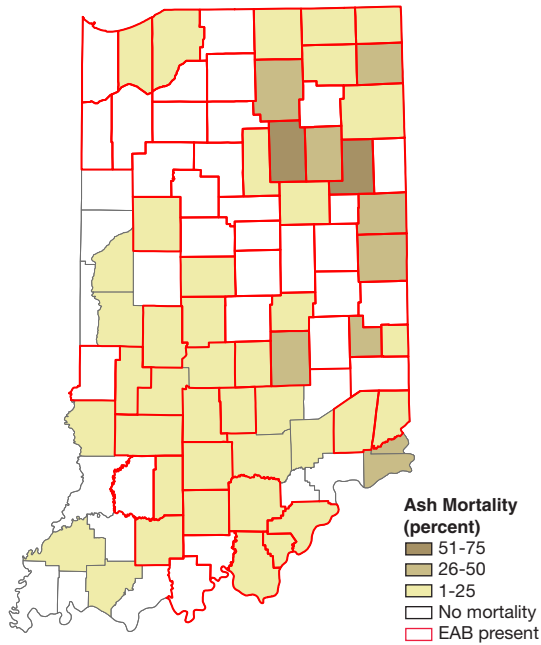 Ash Mortality
(percent)
51-75
26-50
1-25
No mortality
EAB present